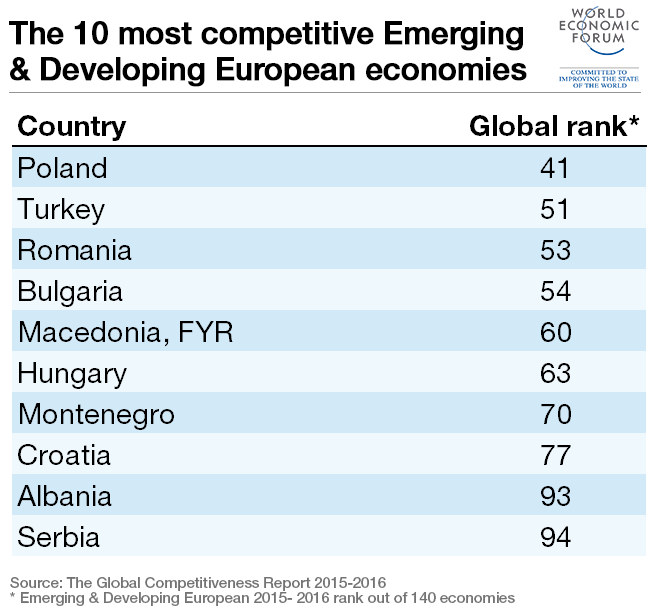 The 10 most competitive Emerging
& Developing European economies
WORLD
ECONOMIC
FORUM
COMMITTED TO
IMPROVING THE STATE
OF THE WORLD
Country Global rank*
Poland 41
Turkey 51
Romania 53
Bulgaria 54
Macedonia, FYR 60
Hungary 63
Montenegro 70
Croatia 77
Albania 93
Serbia 94
Source: The Global Competitiveness Report 2015-2016
* Emerging & Developing European 2015- 2016 rank out of 140 economies